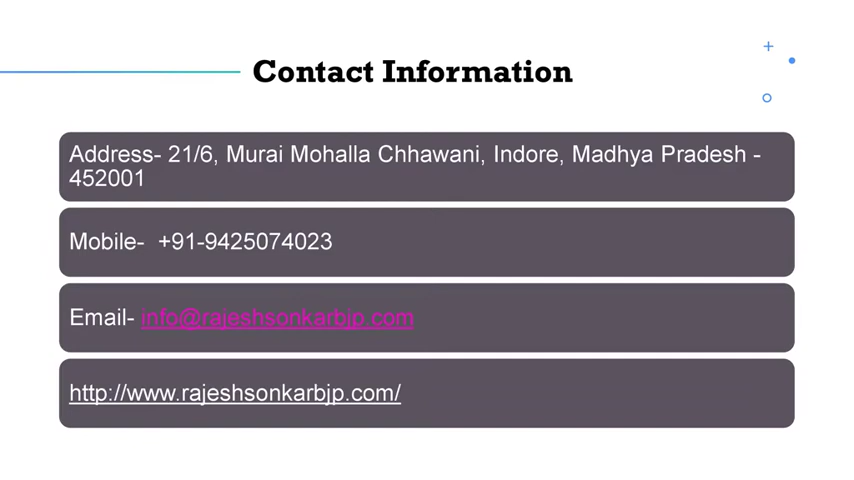 Contact Information
Address- 21/6, Murai Mohalla Chhawani, Indore, Madhya Pradesh -
452001
Mobile-  +91-9425074023
Email- info@rajeshsonkarbjp.com
http://www.rajeshsonkarbjp.com/